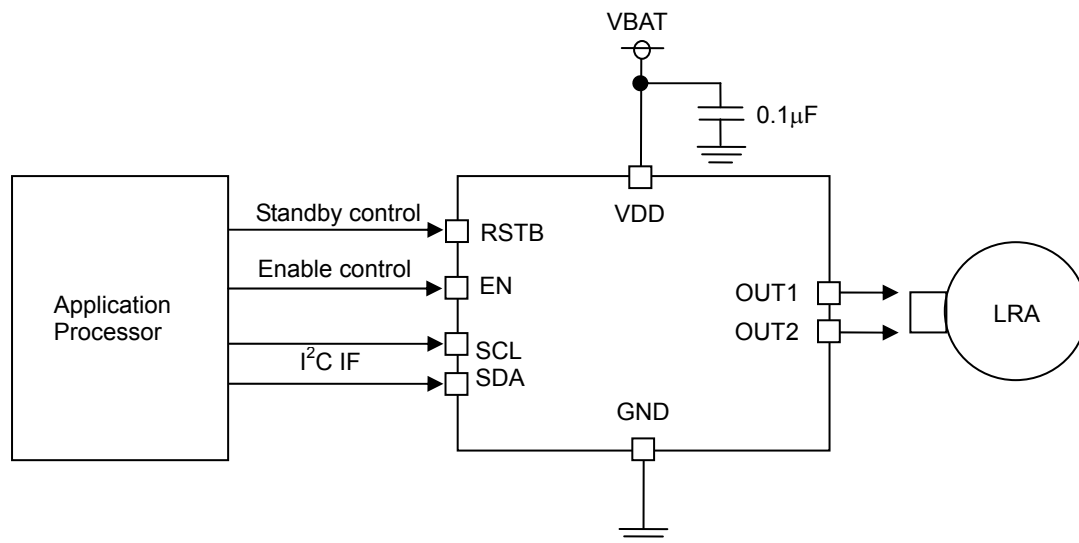 VBAT
0.1μF
Standby control
RSTB
VDD
Enable control
EN
OUT1
Application
Processor
LRA
OUT2
SCL
I²C IF
SDA
GND